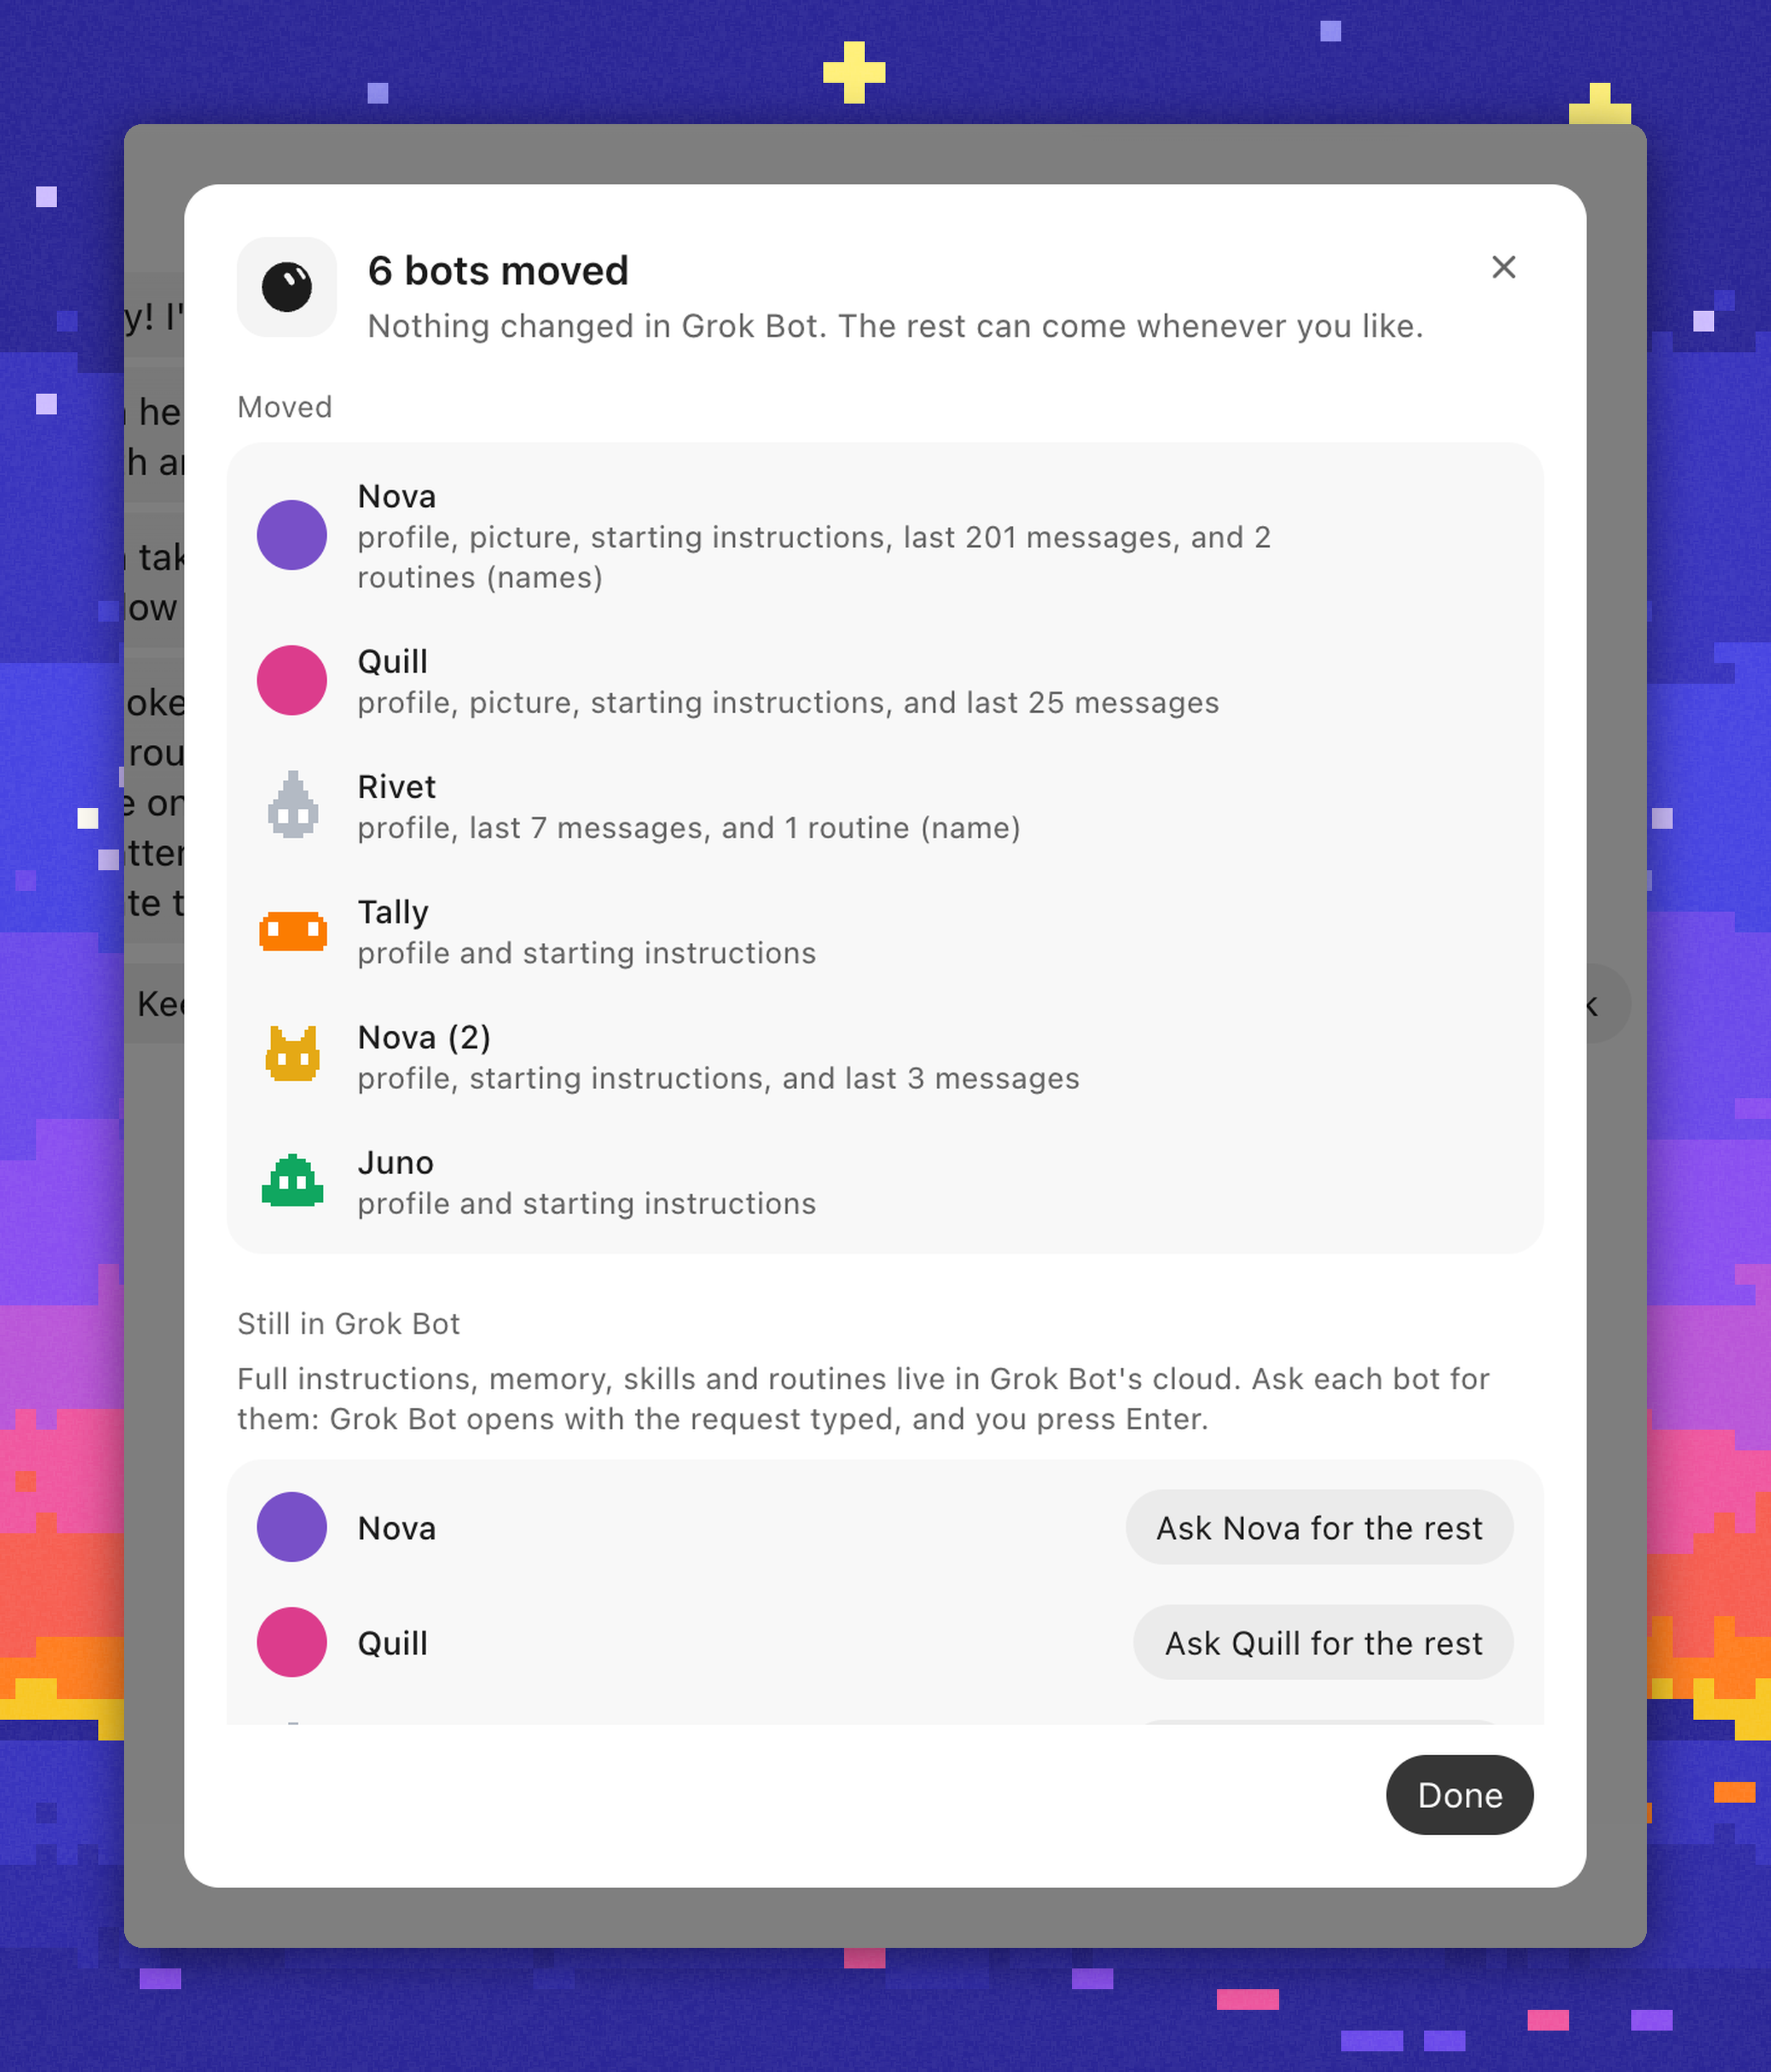 6 bots moved
Nothing changed in Grok Bot. The rest can come whenever you like.
Moved
Nova
profile, picture, starting instructions, last 201 messages, and 2
routines (names)
Quill
profile, picture, starting instructions, and last 25 messages
Rivet
profile, last 7 messages, and 1 routine (name)
Tally
profile and starting instructions
Nova (2)
profile, starting instructions, and last 3 messages
Juno
profile and starting instructions
Still in Grok Bot
Full instructions, memory, skills and routines live in Grok Bot's cloud. Ask each bot for
them: Grok Bot opens with the request typed, and you press Enter.
Nova
Ask Nova for the rest
Quill
Ask Quill for the rest
Done